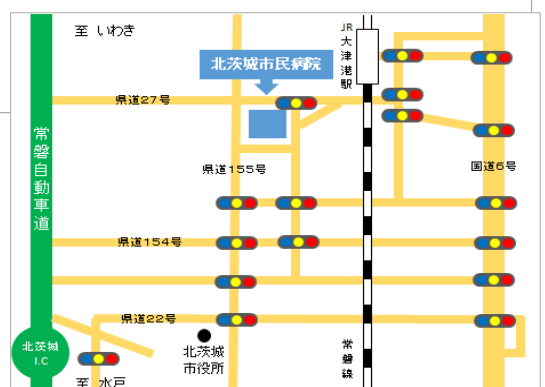 至 いわき
JR
大津港駅
北茨城市民病院
県道27号
常磐自動車道
県道155号
国道6号
県道154号
県道22号
北茨城
I.C
北茨城
市役所
常磐線
至 水戸